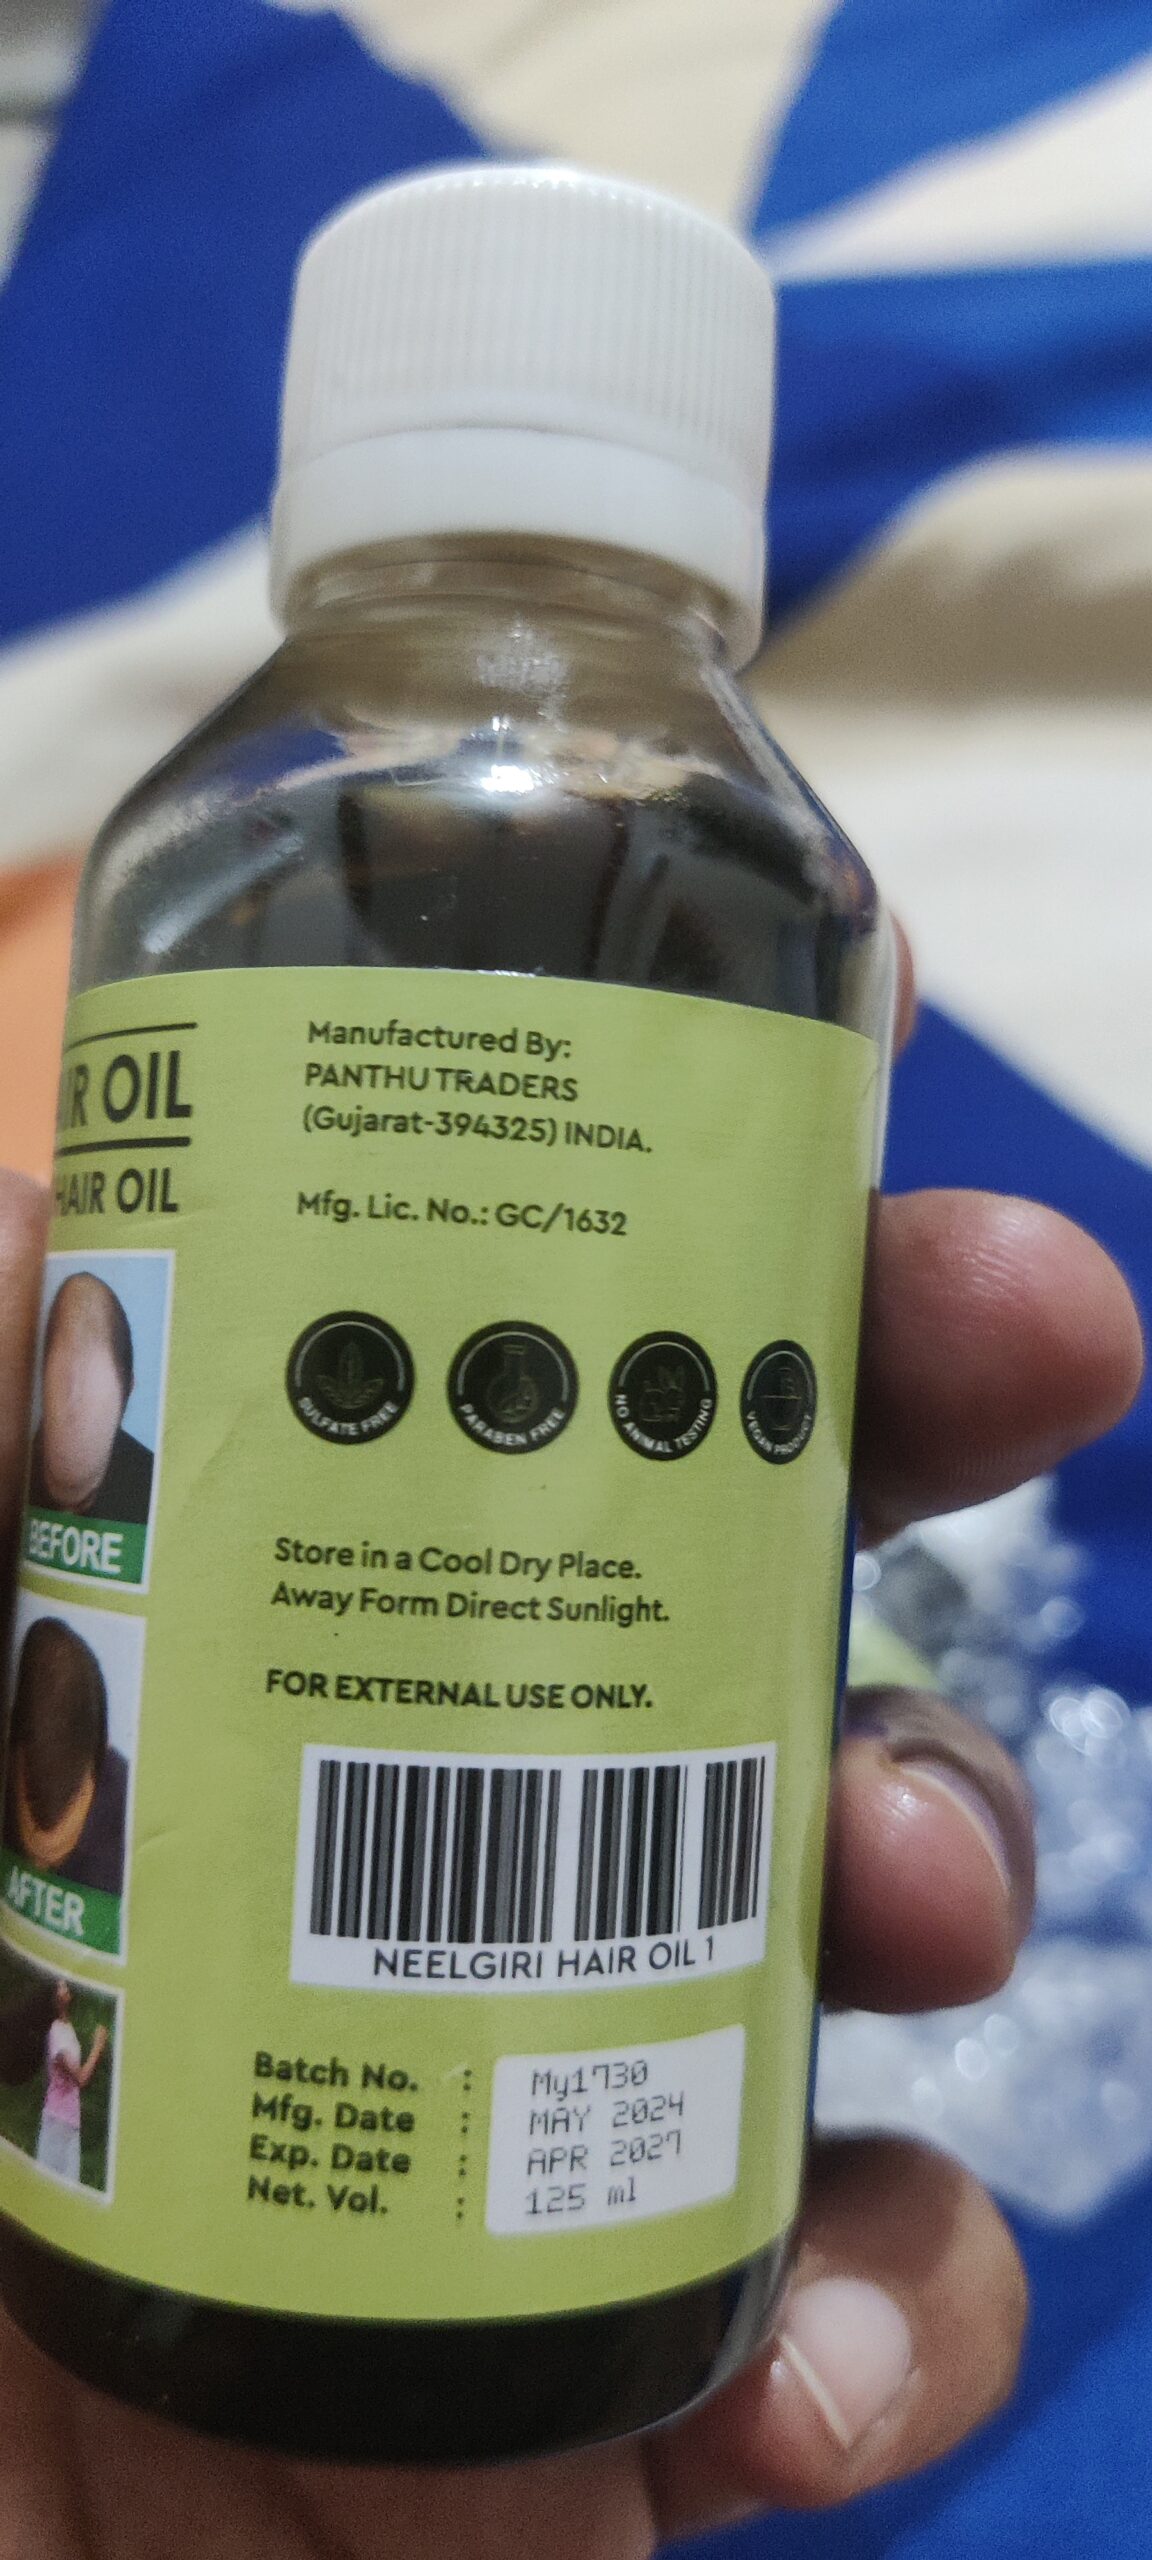 IR OIL
HAIR OIL
BEFORE
AFTER
Manufactured By:
PANTHU TRADERS
(Gujarat-394325) INDIA.
Mfg. Lic. No.: GC/1632
SULFATE FREE
PARABEN FREE
NO ANIMAL TESTING
VEGAN PRODUCT
Store in a Cool Dry Place.
Away Form Direct Sunlight.
FOR EXTERNAL USE ONLY.
NEELGIRI HAIR OIL 1
Batch No. : My1730
Mfg. Date : MAY 2024
Exp. Date : APR 2027
Net. Vol. : 125 ml